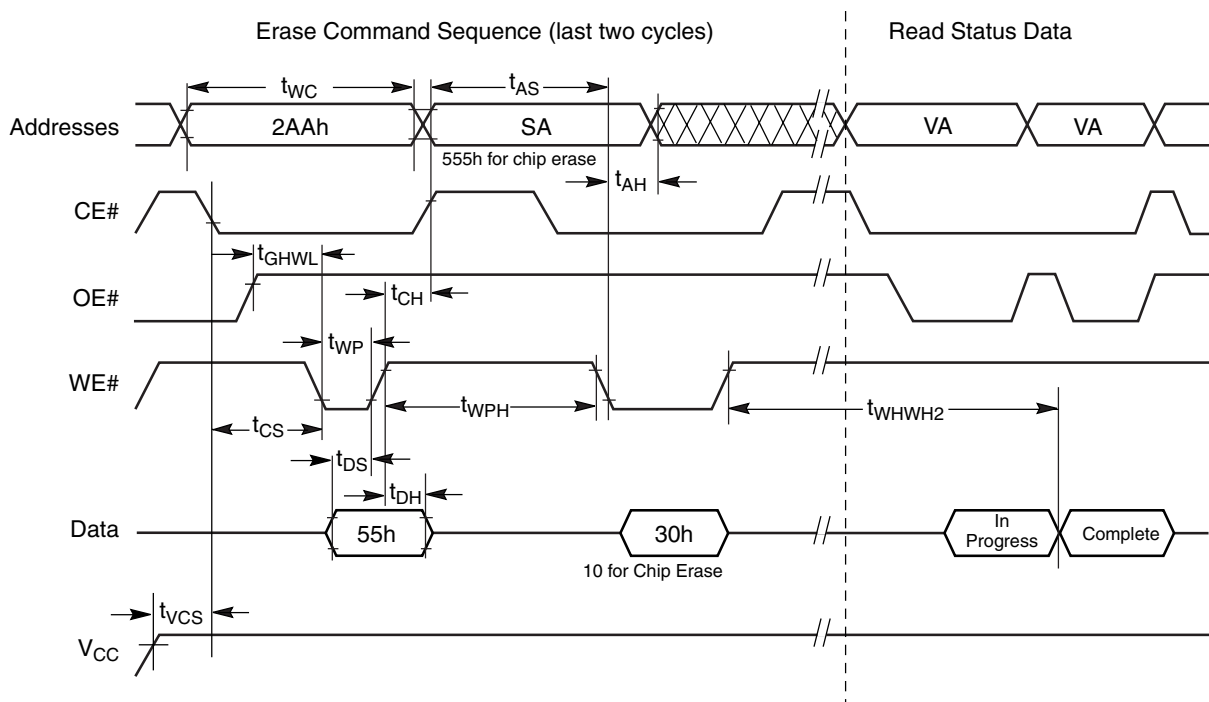 Erase Command Sequence (last two cycles)
Read Status Data
tWC
tAS
Addresses
2AAh
SA
VA
VA
555h for chip erase
tAH
CE#
tGHWL
OE#
tCH
tWP
WE#
tWPH
tWHWH2
tCS
tDS
tDH
Data
55h
30h
In
Progress
Complete
10 for Chip Erase
tVCS
VCC